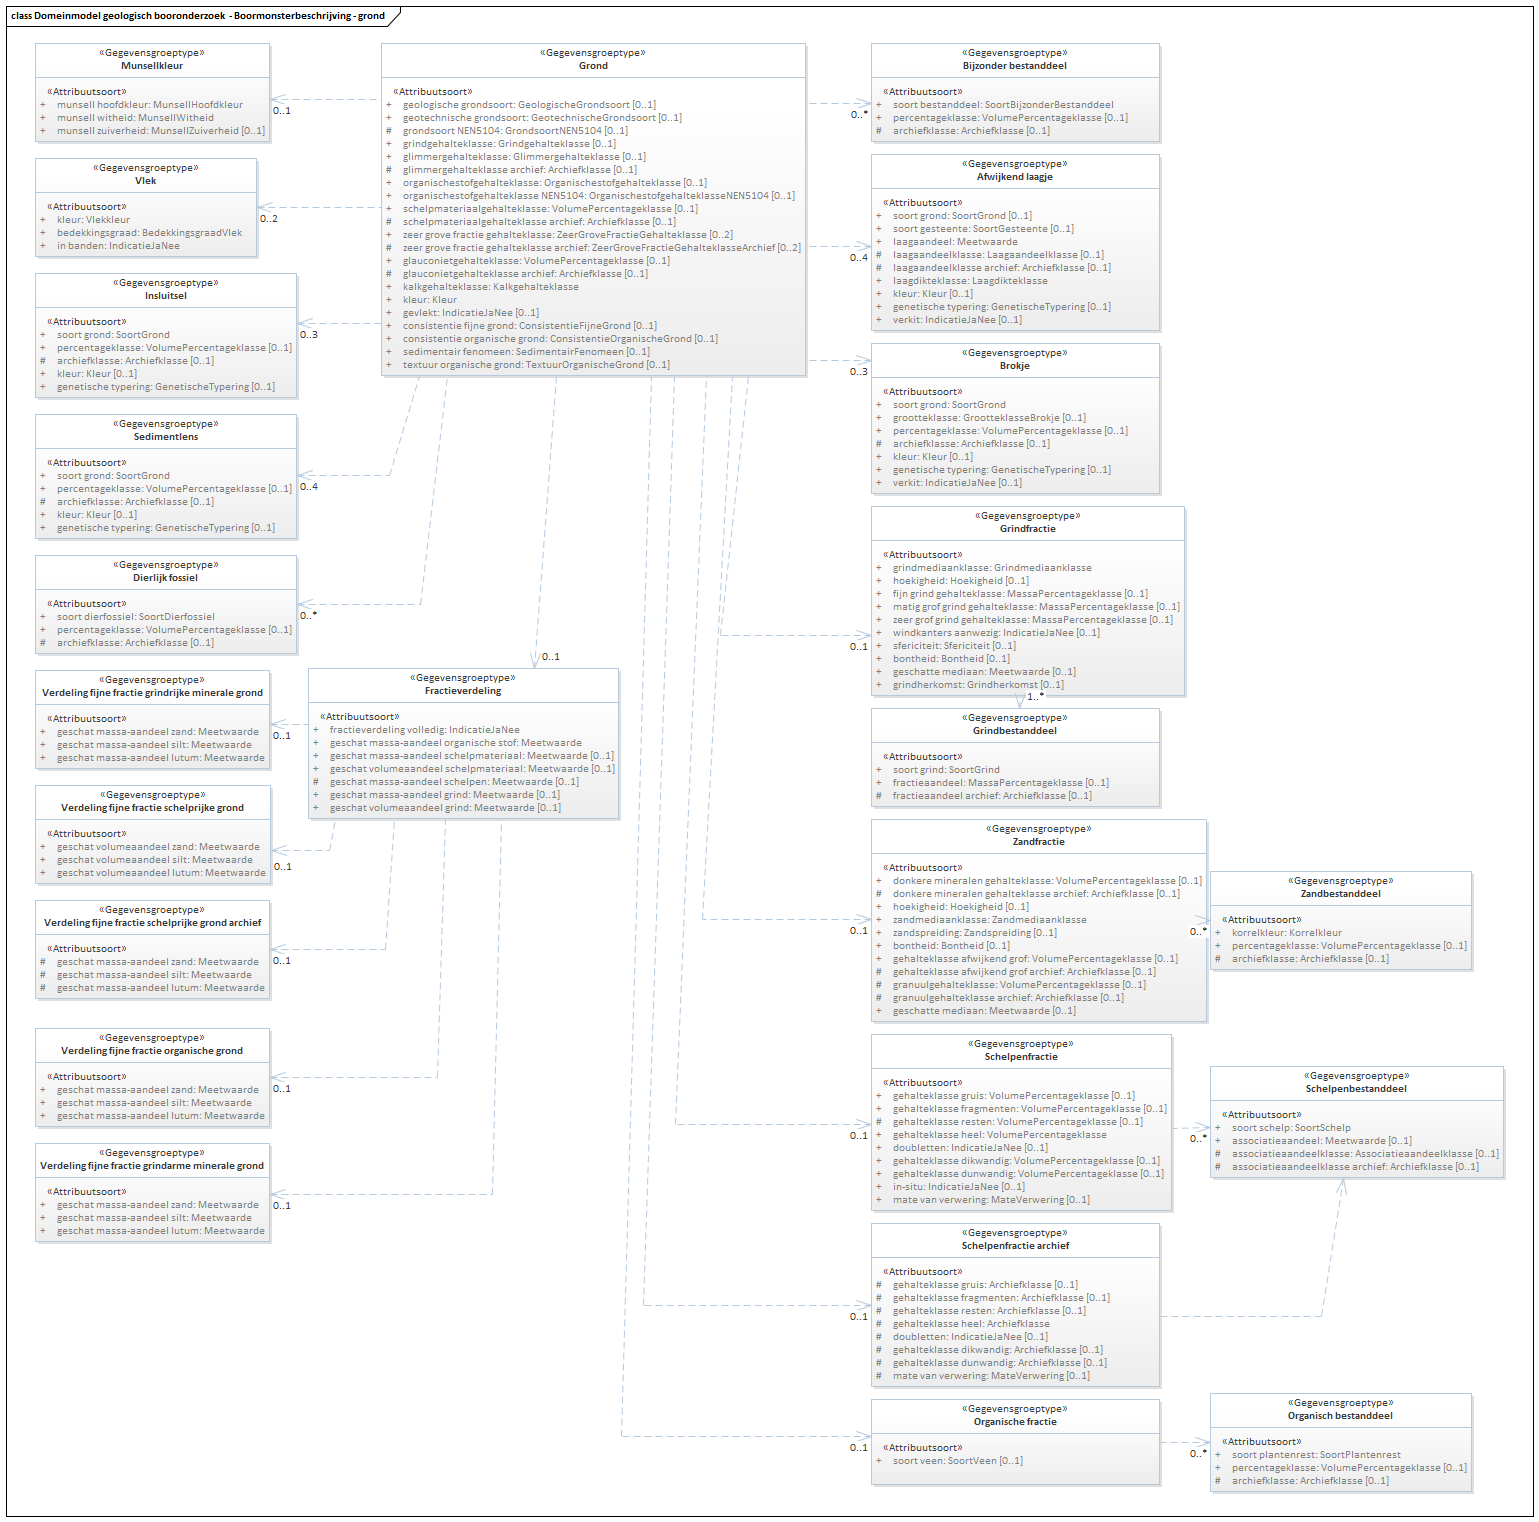 class Domeinmodel geologisch booronderzoek - Boormonsterbeschrijving - grond
«Gegevensgroeptype»
Munsellkleur
«Attribuutsoort»
+ munsell hoofdkleur: MunsellHoofdkleur
+ munsell witheid: MunsellWitheid
+ munsell zuiverheid: MunsellZuiverheid [0..1]
0..1
«Gegevensgroeptype»
Vlek
«Attribuutsoort»
+ kleur: Vlekkleur
+ bedekkingsgraad: BedekkingsgraadVlek
+ in banden: IndicatieJaNee
0..2
«Gegevensgroeptype»
Insluitsel
«Attribuutsoort»
+ soort grond: SoortGrond
+ percentageklasse: VolumePercentageklasse [0..1]
# archiefklasse: Archiefklasse [0..1]
+ kleur: Kleur [0..1]
+ genetische typering: GenetischeTypering [0..1]
0..3
«Gegevensgroeptype»
Sedimentlens
«Attribuutsoort»
+ soort grond: SoortGrond
+ percentageklasse: VolumePercentageklasse [0..1]
# archiefklasse: Archiefklasse [0..1]
+ kleur: Kleur [0..1]
+ genetische typering: GenetischeTypering [0..1]
0..4
«Gegevensgroeptype»
Dierlijk fossiel
«Attribuutsoort»
+ soort dierfossiel: SoortDierfossiel
+ percentageklasse: VolumePercentageklasse [0..1]
# archiefklasse: Archiefklasse [0..1]
0..*
«Gegevensgroeptype»
Verdeling fijne fractie grindrijke minerale grond
«Attribuutsoort»
+ geschat massa-aandeel zand: Meetwaarde
+ geschat massa-aandeel silt: Meetwaarde
+ geschat massa-aandeel lutum: Meetwaarde
0..1
«Gegevensgroeptype»
Verdeling fijne fractie schelprijke grond
«Attribuutsoort»
+ geschat volumeaandeel zand: Meetwaarde
+ geschat volumeaandeel silt: Meetwaarde
+ geschat volumeaandeel lutum: Meetwaarde
0..1
«Gegevensgroeptype»
Verdeling fijne fractie schelprijke grond archief
«Attribuutsoort»
# geschat massa-aandeel zand: Meetwaarde
# geschat massa-aandeel silt: Meetwaarde
# geschat massa-aandeel lutum: Meetwaarde
0..1
«Gegevensgroeptype»
Verdeling fijne fractie organische grond
«Attribuutsoort»
+ geschat massa-aandeel zand: Meetwaarde
+ geschat massa-aandeel silt: Meetwaarde
+ geschat massa-aandeel lutum: Meetwaarde
0..1
«Gegevensgroeptype»
Verdeling fijne fractie grindarme minerale grond
«Attribuutsoort»
+ geschat massa-aandeel zand: Meetwaarde
+ geschat massa-aandeel silt: Meetwaarde
+ geschat massa-aandeel lutum: Meetwaarde
0..1
«Gegevensgroeptype»
Grond
«Attribuutsoort»
+ geologische grondsoort: GeologischeGrondsoort [0..1]
+ geotechnische grondsoort: GeotechnischeGrondsoort [0..1]
# grondsoort NEN5104: GrondsoortNEN5104 [0..1]
+ grindgehalteklasse: Grindgehalteklasse [0..1]
+ glimmergehalteklasse: Glimmergehalteklasse [0..1]
# glimmergehalteklasse archief: Archiefklasse [0..1]
+ organischestofgehalteklasse: Organischestofgehalteklasse [0..1]
+ organischestofgehalteklasse NEN5104: OrganischestofgehalteklasseNEN5104 [0..1]
+ schelpmateriaalgehalteklasse: VolumePercentageklasse [0..1]
# schelpmateriaalgehalteklasse archief: Archiefklasse [0..1]
+ zeer grove fractie gehalteklasse: ZeerGroveFractieGehalteklasse [0..2]
# zeer grove fractie gehalteklasse archief: ZeerGroveFractieGehalteklasseArchief [0..2]
+ glauconietgehalteklasse: VolumePercentageklasse [0..1]
# glauconietgehalteklasse archief: Archiefklasse [0..1]
+ kalkgehalteklasse: Kalkgehalteklasse
+ kleur: Kleur
+ gevlekt: IndicatieJaNee [0..1]
+ consistentie fijne grond: ConsistentieFijneGrond [0..1]
+ consistentie organische grond: ConsistentieOrganischeGrond [0..1]
+ sedimentair fenomeen: SedimentairFenomeen [0..1]
+ textuur organische grond: TextuurOrganischeGrond [0..1]
0..1
«Gegevensgroeptype»
Fractieverdeling
«Attribuutsoort»
+ fractieverdeling volledig: IndicatieJaNee
+ geschat massa-aandeel organische stof: Meetwaarde
+ geschat massa-aandeel schelpmateriaal: Meetwaarde [0..1]
+ geschat volumeaandeel schelpmateriaal: Meetwaarde [0..1]
# geschat massa-aandeel schelpen: Meetwaarde [0..1]
+ geschat massa-aandeel grind: Meetwaarde [0..1]
+ geschat volumeaandeel grind: Meetwaarde [0..1]
«Gegevensgroeptype»
Bijzonder bestanddeel
«Attribuutsoort»
+ soort bestanddeel: SoortBijzonderBestanddeel
+ percentageklasse: VolumePercentageklasse [0..1]
# archiefklasse: Archiefklasse [0..1]
0..*
«Gegevensgroeptype»
Afwijkend laagje
«Attribuutsoort»
+ soort grond: SoortGrond [0..1]
+ soort gesteente: SoortGesteente [0..1]
+ laagaandeel: Meetwaarde
# laagaandeelklasse: Laagaandeelklasse [0..1]
# laagaandeelklasse archief: Archiefklasse [0..1]
+ laagdikteklasse: Laagdikteklasse
+ kleur: Kleur [0..1]
+ genetische typering: GenetischeTypering [0..1]
+ verkit: IndicatieJaNee [0..1]
0..4
«Gegevensgroeptype»
Brokje
«Attribuutsoort»
+ soort grond: SoortGrond
+ grootteklasse: GrootteklasseBrokje [0..1]
+ percentageklasse: VolumePercentageklasse [0..1]
# archiefklasse: Archiefklasse [0..1]
+ kleur: Kleur [0..1]
+ genetische typering: GenetischeTypering [0..1]
+ verkit: IndicatieJaNee [0..1]
0..3
«Gegevensgroeptype»
Grindfractie
«Attribuutsoort»
+ grindmediaanklasse: Grindmediaanklasse
+ hoekigheid: Hoekigheid [0..1]
+ fijn grind gehalteklasse: MassaPercentageklasse [0..1]
+ matig grof grind gehalteklasse: MassaPercentageklasse [0..1]
+ zeer grof grind gehalteklasse: MassaPercentageklasse [0..1]
+ windkanters aanwezig: IndicatieJaNee [0..1]
+ sfericiteit: Sfericiteit [0..1]
+ bontheid: Bontheid [0..1]
+ geschatte mediaan: Meetwaarde [0..1]
+ grindherkomst: Grindherkomst [0..1]
0..1
1..*
«Gegevensgroeptype»
Grindbestanddeel
«Attribuutsoort»
+ soort grind: SoortGrind
+ fractieaandeel: MassaPercentageklasse [0..1]
# fractieaandeel archief: Archiefklasse [0..1]
«Gegevensgroeptype»
Zandfractie
«Attribuutsoort»
+ donkere mineralen gehalteklasse: VolumePercentageklasse [0..1]
# donkere mineralen gehalteklasse archief: Archiefklasse [0..1]
+ hoekigheid: Hoekigheid [0..1]
+ zandmediaanklasse: Zandmediaanklasse
+ zandspreiding: Zandspreiding [0..1]
+ bontheid: Bontheid [0..1]
+ gehalteklasse afwijkend grof: VolumePercentageklasse [0..1]
# gehalteklasse afwijkend grof archief: Archiefklasse [0..1]
# granuulgehalteklasse: VolumePercentageklasse [0..1]
# granuulgehalteklasse archief: Archiefklasse [0..1]
+ geschatte mediaan: Meetwaarde [0..1]
0..1
0..*
«Gegevensgroeptype»
Zandbestanddeel
«Attribuutsoort»
+ korrelkleur: Korrelkleur
+ percentageklasse: VolumePercentageklasse [0..1]
# archiefklasse: Archiefklasse [0..1]
«Gegevensgroeptype»
Schelpenfractie
«Attribuutsoort»
+ gehalteklasse gruis: VolumePercentageklasse [0..1]
+ gehalteklasse fragmenten: VolumePercentageklasse [0..1]
# gehalteklasse resten: VolumePercentageklasse [0..1]
+ gehalteklasse heel: VolumePercentageklasse
+ doubletten: IndicatieJaNee [0..1]
+ gehalteklasse dikwandig: VolumePercentageklasse [0..1]
+ gehalteklasse dunwandig: VolumePercentageklasse [0..1]
+ in-situ: IndicatieJaNee [0..1]
+ mate van verwering: MateVerwering [0..1]
0..1
0..*
«Gegevensgroeptype»
Schelpenbestanddeel
«Attribuutsoort»
+ soort schelp: SoortSchelp
+ associatieaandeel: Meetwaarde [0..1]
# associatieaandeelklasse: Associatieaandeelklasse [0..1]
# associatieaandeelklasse archief: Archiefklasse [0..1]
«Gegevensgroeptype»
Schelpenfractie archief
«Attribuutsoort»
# gehalteklasse gruis: Archiefklasse [0..1]
# gehalteklasse fragmenten: Archiefklasse [0..1]
# gehalteklasse resten: Archiefklasse [0..1]
# gehalteklasse heel: Archiefklasse
# doubletten: IndicatieJaNee [0..1]
# gehalteklasse dikwandig: Archiefklasse [0..1]
# gehalteklasse dunwandig: Archiefklasse [0..1]
# mate van verwering: MateVerwering [0..1]
0..1
«Gegevensgroeptype»
Organische fractie
«Attribuutsoort»
+ soort veen: SoortVeen [0..1]
0..1
0..*
«Gegevensgroeptype»
Organisch bestanddeel
«Attribuutsoort»
+ soort plantenrest: SoortPlantenrest
+ percentageklasse: VolumePercentageklasse [0..1]
# archiefklasse: Archiefklasse [0..1]